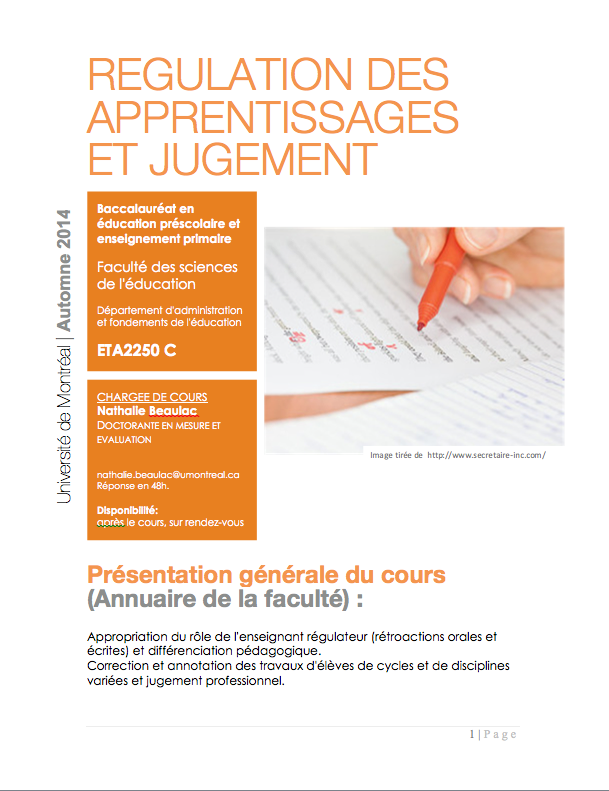 REGULATION DES
APPRENTISSAGES
ET JUGEMENT
Université de Montréal | Automne 2014
Baccalauréat en
éducation préscolaire et
enseignement primaire
Faculté des sciences
de l'éducation
Département d'administration
et fondements de l'éducation
ETA2250 C
CHARGEE DE COURS
Nathalie Beaulac
DOCTORANTE EN MESURE ET
EVALUATION
nathalie.beaulac@umontreal.ca
Réponse en 48h.
Disponibilité:
après le cours, sur rendez-vous
Image tirée de http://www.secretaire-inc.com/
Présentation générale du cours
(Annuaire de la faculté) :
Appropriation du rôle de l'enseignant régulateur (rétroactions orales et
écrites) et différenciation pédagogique.
Correction et annotation des travaux d'élèves de cycles et de disciplines
variées et jugement professionnel.
1 | Page